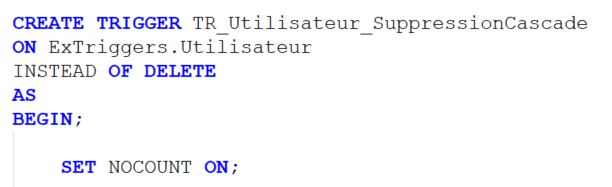 CREATE TRIGGER TR_Utilisateur_SuppressionCascade
ON ExTriggers.Utilisateur
INSTEAD OF DELETE
AS
BEGIN;
SET NOCOUNT ON;